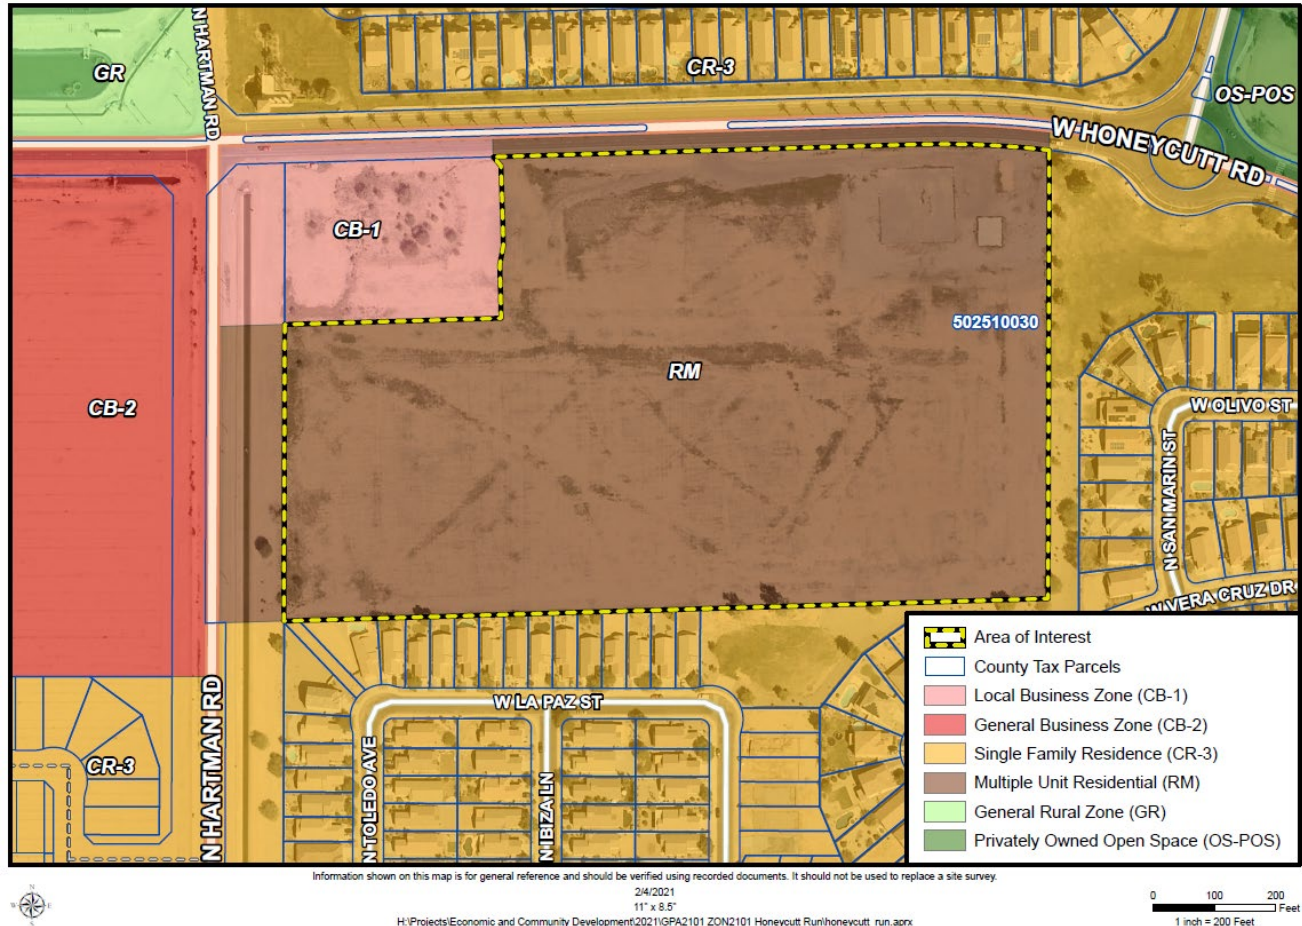 N HARTMAN RD
GR
CR-3
OS-POS
W HONEYCUTT RD
CB-1
502510030
RM
CB-2
W OLIVO ST
N SAN MARIN ST
W VERA CRUZ DR
W LA PAZ ST
N HARTMAN RD
CR-3
N TOLEDO AVE
N IBIZA LN
Area of Interest
County Tax Parcels
Local Business Zone (CB-1)
General Business Zone (CB-2)
Single Family Residence (CR-3)
Multiple Unit Residential (RM)
General Rural Zone (GR)
Privately Owned Open Space (OS-POS)
Information shown on this map is for general reference and should be verified using recorded documents. It should not be used to replace a site survey.
2/4/2021
11" x 8.5"
H:\Projects\Economic and Community Development\2021\GPA2101 ZON2101 Honeycutt Run\honeycutt_run.aprx
N
W E
S
0 100 200
Feet
1 inch = 200 Feet